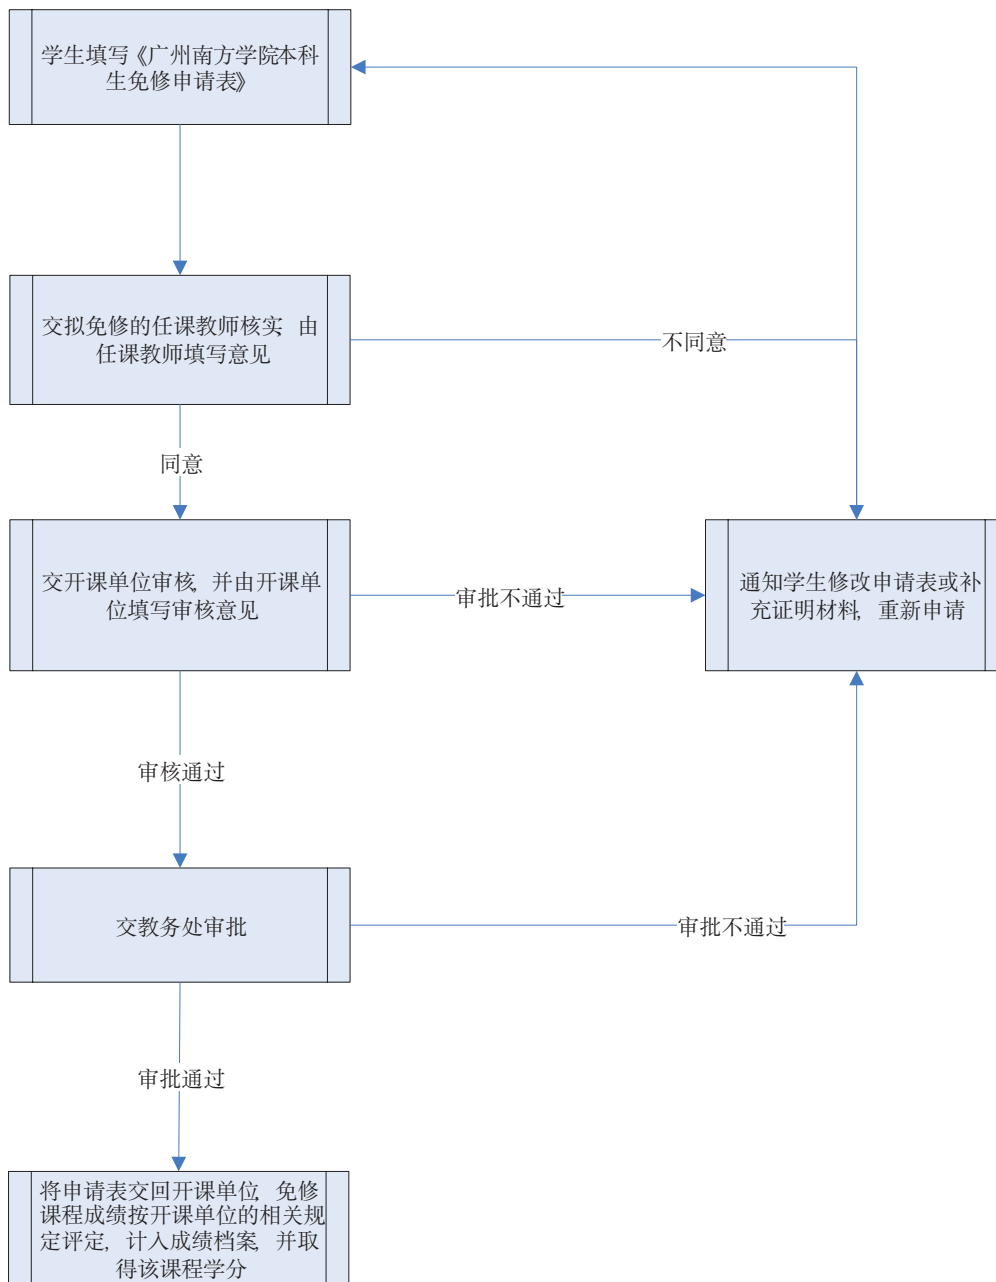 学生填写《广州南方学院本科
生免修申请表》
交拟免修的任课教师核实, 由
任课教师填写意见
不同意
同意
交开课单位审核, 并由开课单
位填写审核意见
审批不通过
通知学生修改申请表或补
充证明材料, 重新申请
审核通过
交教务处审批
审批不通过
审批通过
将申请表交回开课单位, 免修
课程成绩按开课单位的相关规
定评定, 计入成绩档案, 并取
得该课程学分